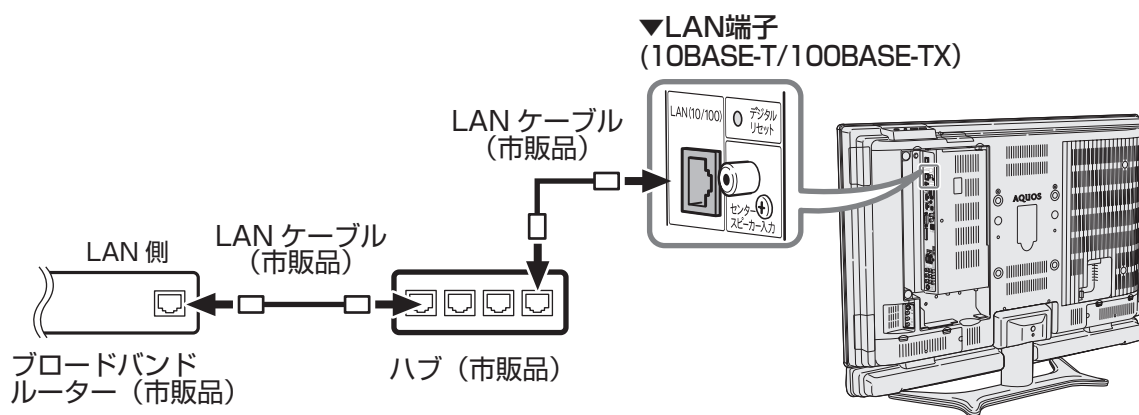 ▼LAN端子
(10BASE-T/100BASE-TX)
LAN(10/100)
デジタル
リセット
センター
スピーカー入力
AQUOS
LAN ケーブル
(市販品)
LAN 側
LAN ケーブル
(市販品)
ブロードバンド
ルーター(市販品)
ハブ(市販品)